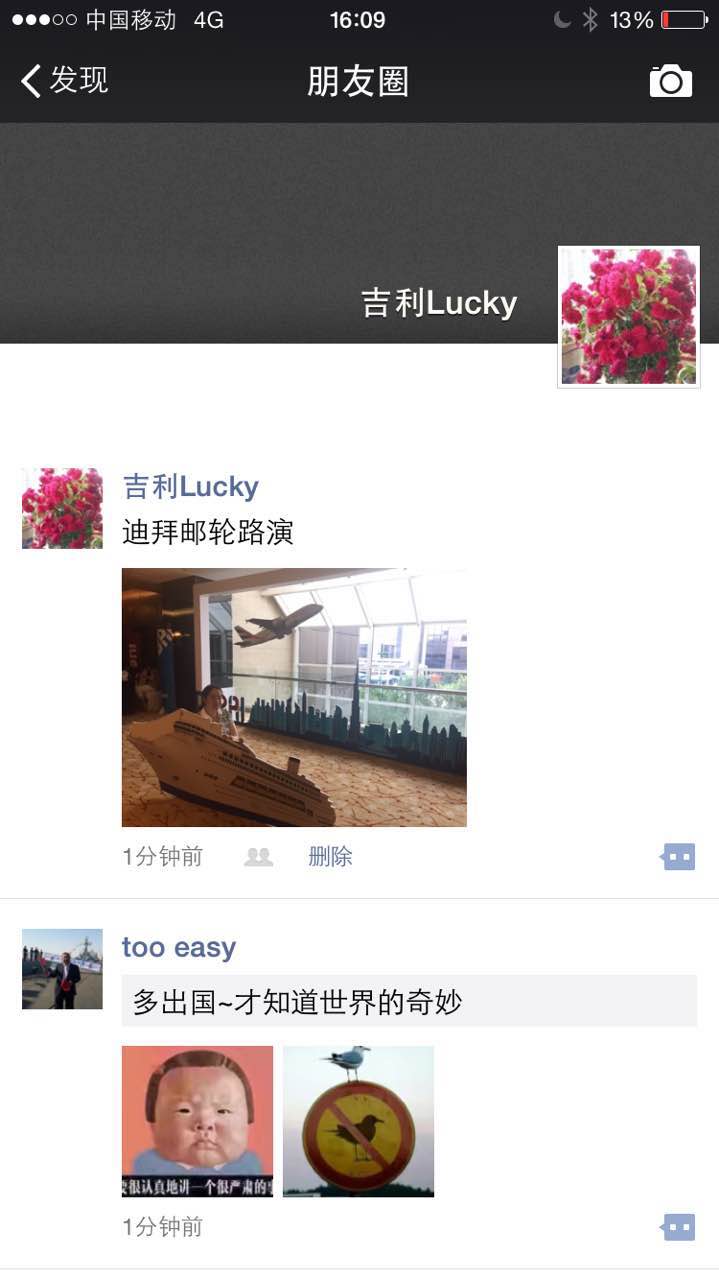 中国移动 4G 16:09 13%
发现 朋友圈
吉利Lucky
吉利Lucky
迪拜邮轮路演
1分钟前 删除
too easy
多出国~才知道世界的奇妙
要很认真地讲一个很严肃的事
1分钟前